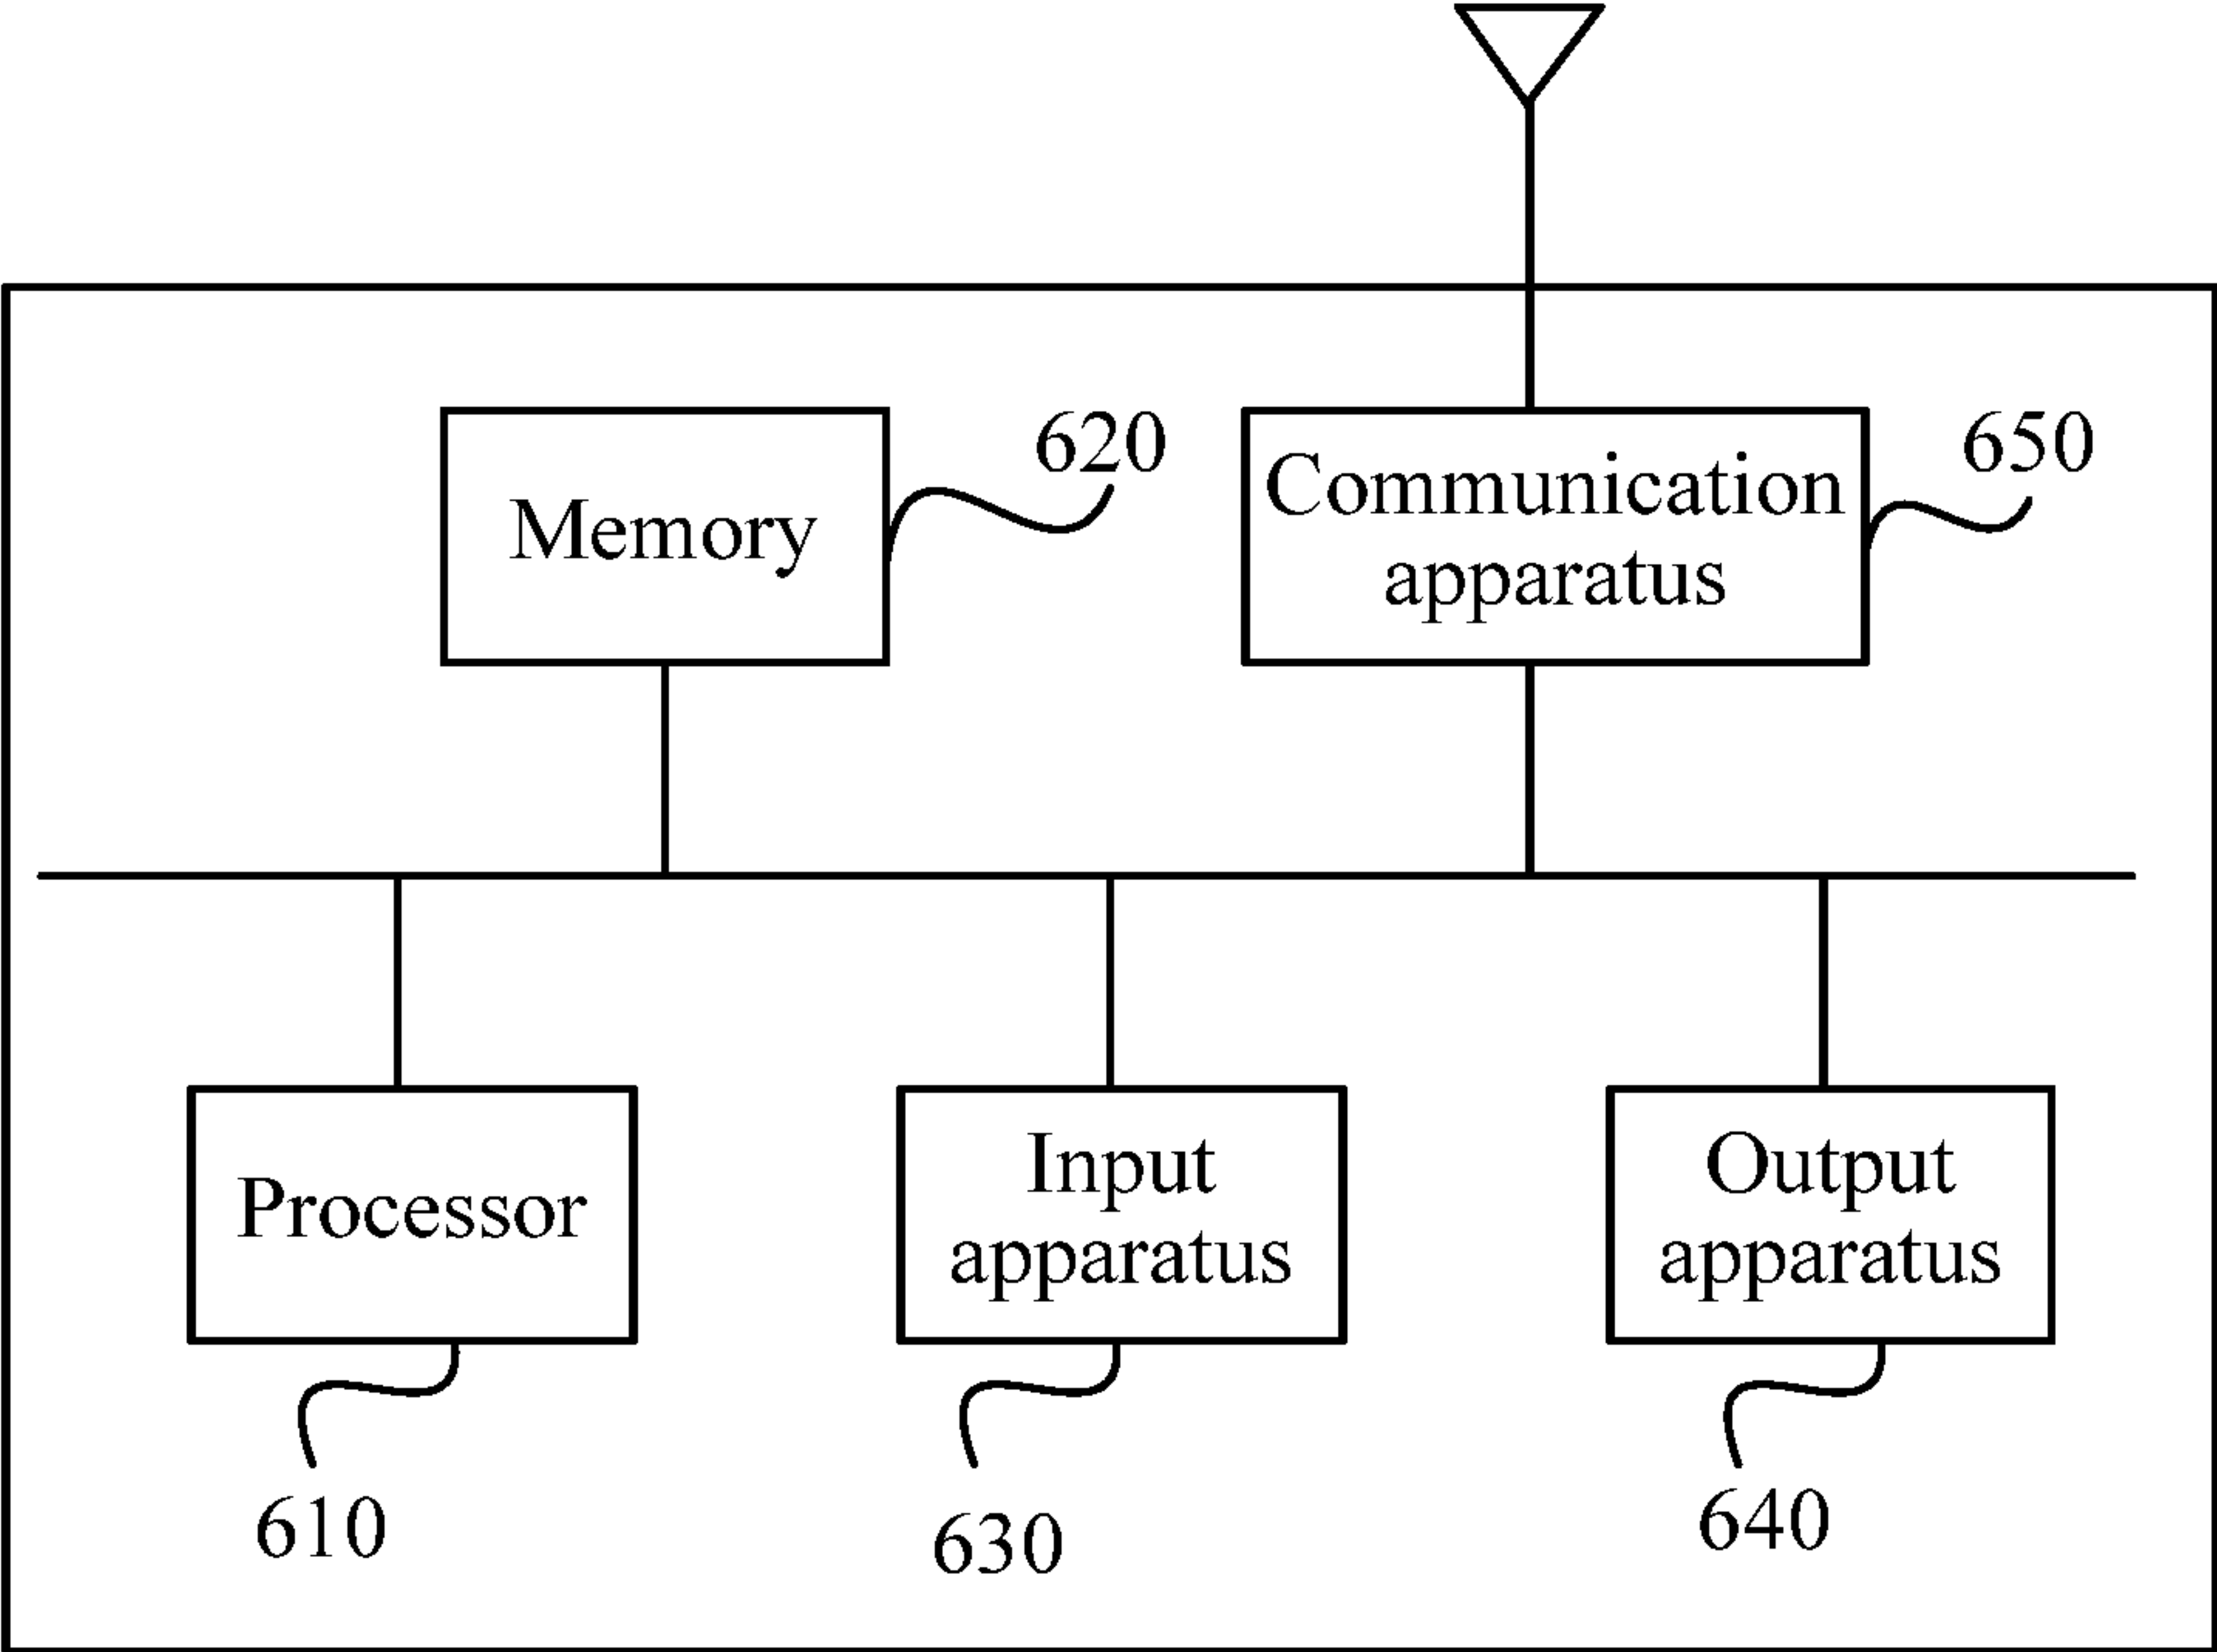 620
650
Memory
Communication
apparatus
Processor
Input
apparatus
Output
apparatus
610
630
640